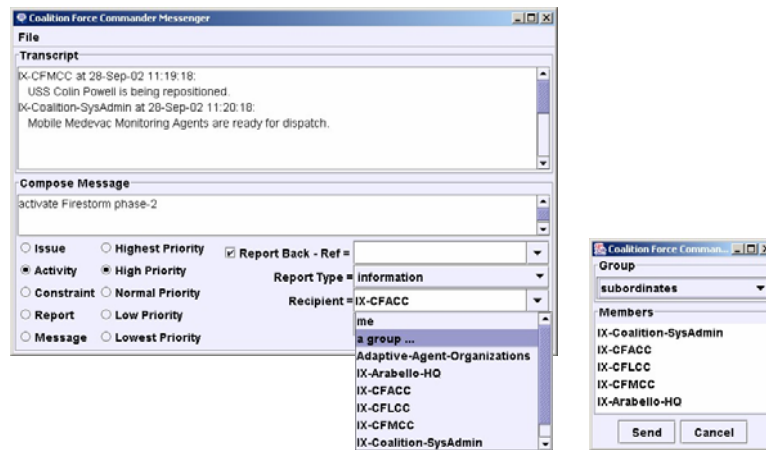 Coalition Force Commander Messenger
File
Transcript
IX-CFMCC at 28-Sep-02 11:19:18:
USS Colin Powell is being repositioned.
IX-Coalition-SysAdmin at 28-Sep-02 11:20:18:
Mobile Medevac Monitoring Agents are ready for dispatch.
Compose Message
activate Firestorm phase-2
Issue
Highest Priority
Report Back - Ref =
Activity
High Priority
Report Type = information
Constraint
Normal Priority
Recipient = IX-CFACC
Report
Low Priority
Message
Lowest Priority
me
a group ...
Adaptive-Agent-Organizations
IX-Arabello-HQ
IX-CFACC
IX-CFLCC
IX-CFMCC
IX-Coalition-SysAdmin
Coalition Force Comman...
Group
subordinates
Members
IX-Coalition-SysAdmin
IX-CFACC
IX-CFLCC
IX-CFMCC
IX-Arabello-HQ
Send
Cancel